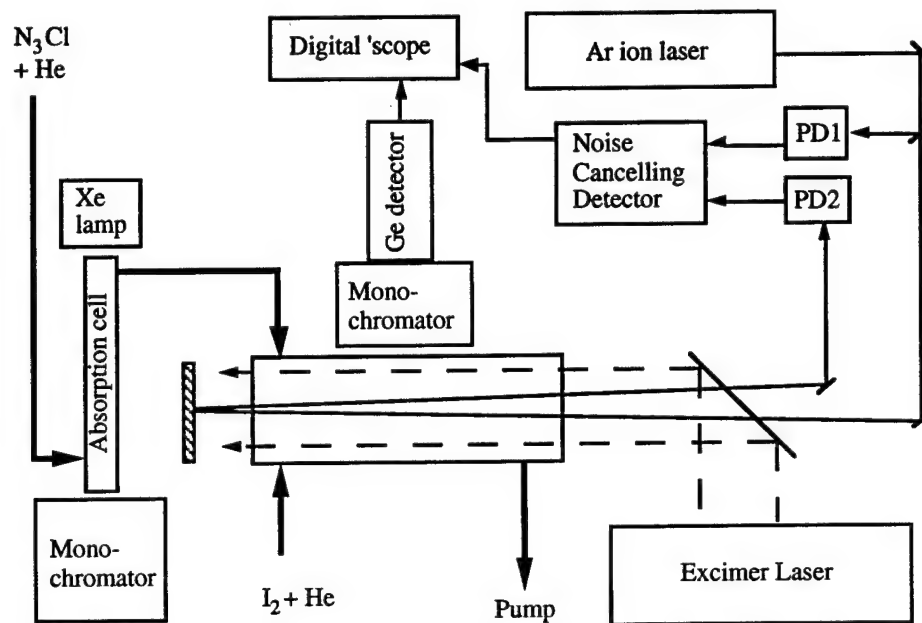 N₃Cl
+ He
Digital 'scope
Ar ion laser
PD1
Noise
Cancelling
Detector
PD2
Xe
lamp
Ge detector
Absorption cell
Mono-
chromator
Mono-
chromator
I₂ + He
Pump
Excimer Laser